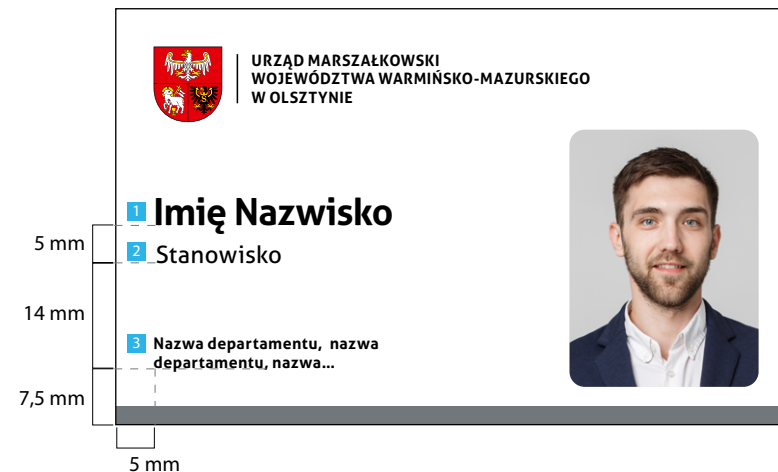 URZĄD MARSZAŁKOWSKI
WOJEWÓDZTWA WARMIŃSKO-MAZURSKIEGO
W OLSZTYNIE
1 Imię Nazwisko
5 mm
2 Stanowisko
14 mm
3 Nazwa departamentu, nazwa
departamentu, nazwa...
7,5 mm
5 mm